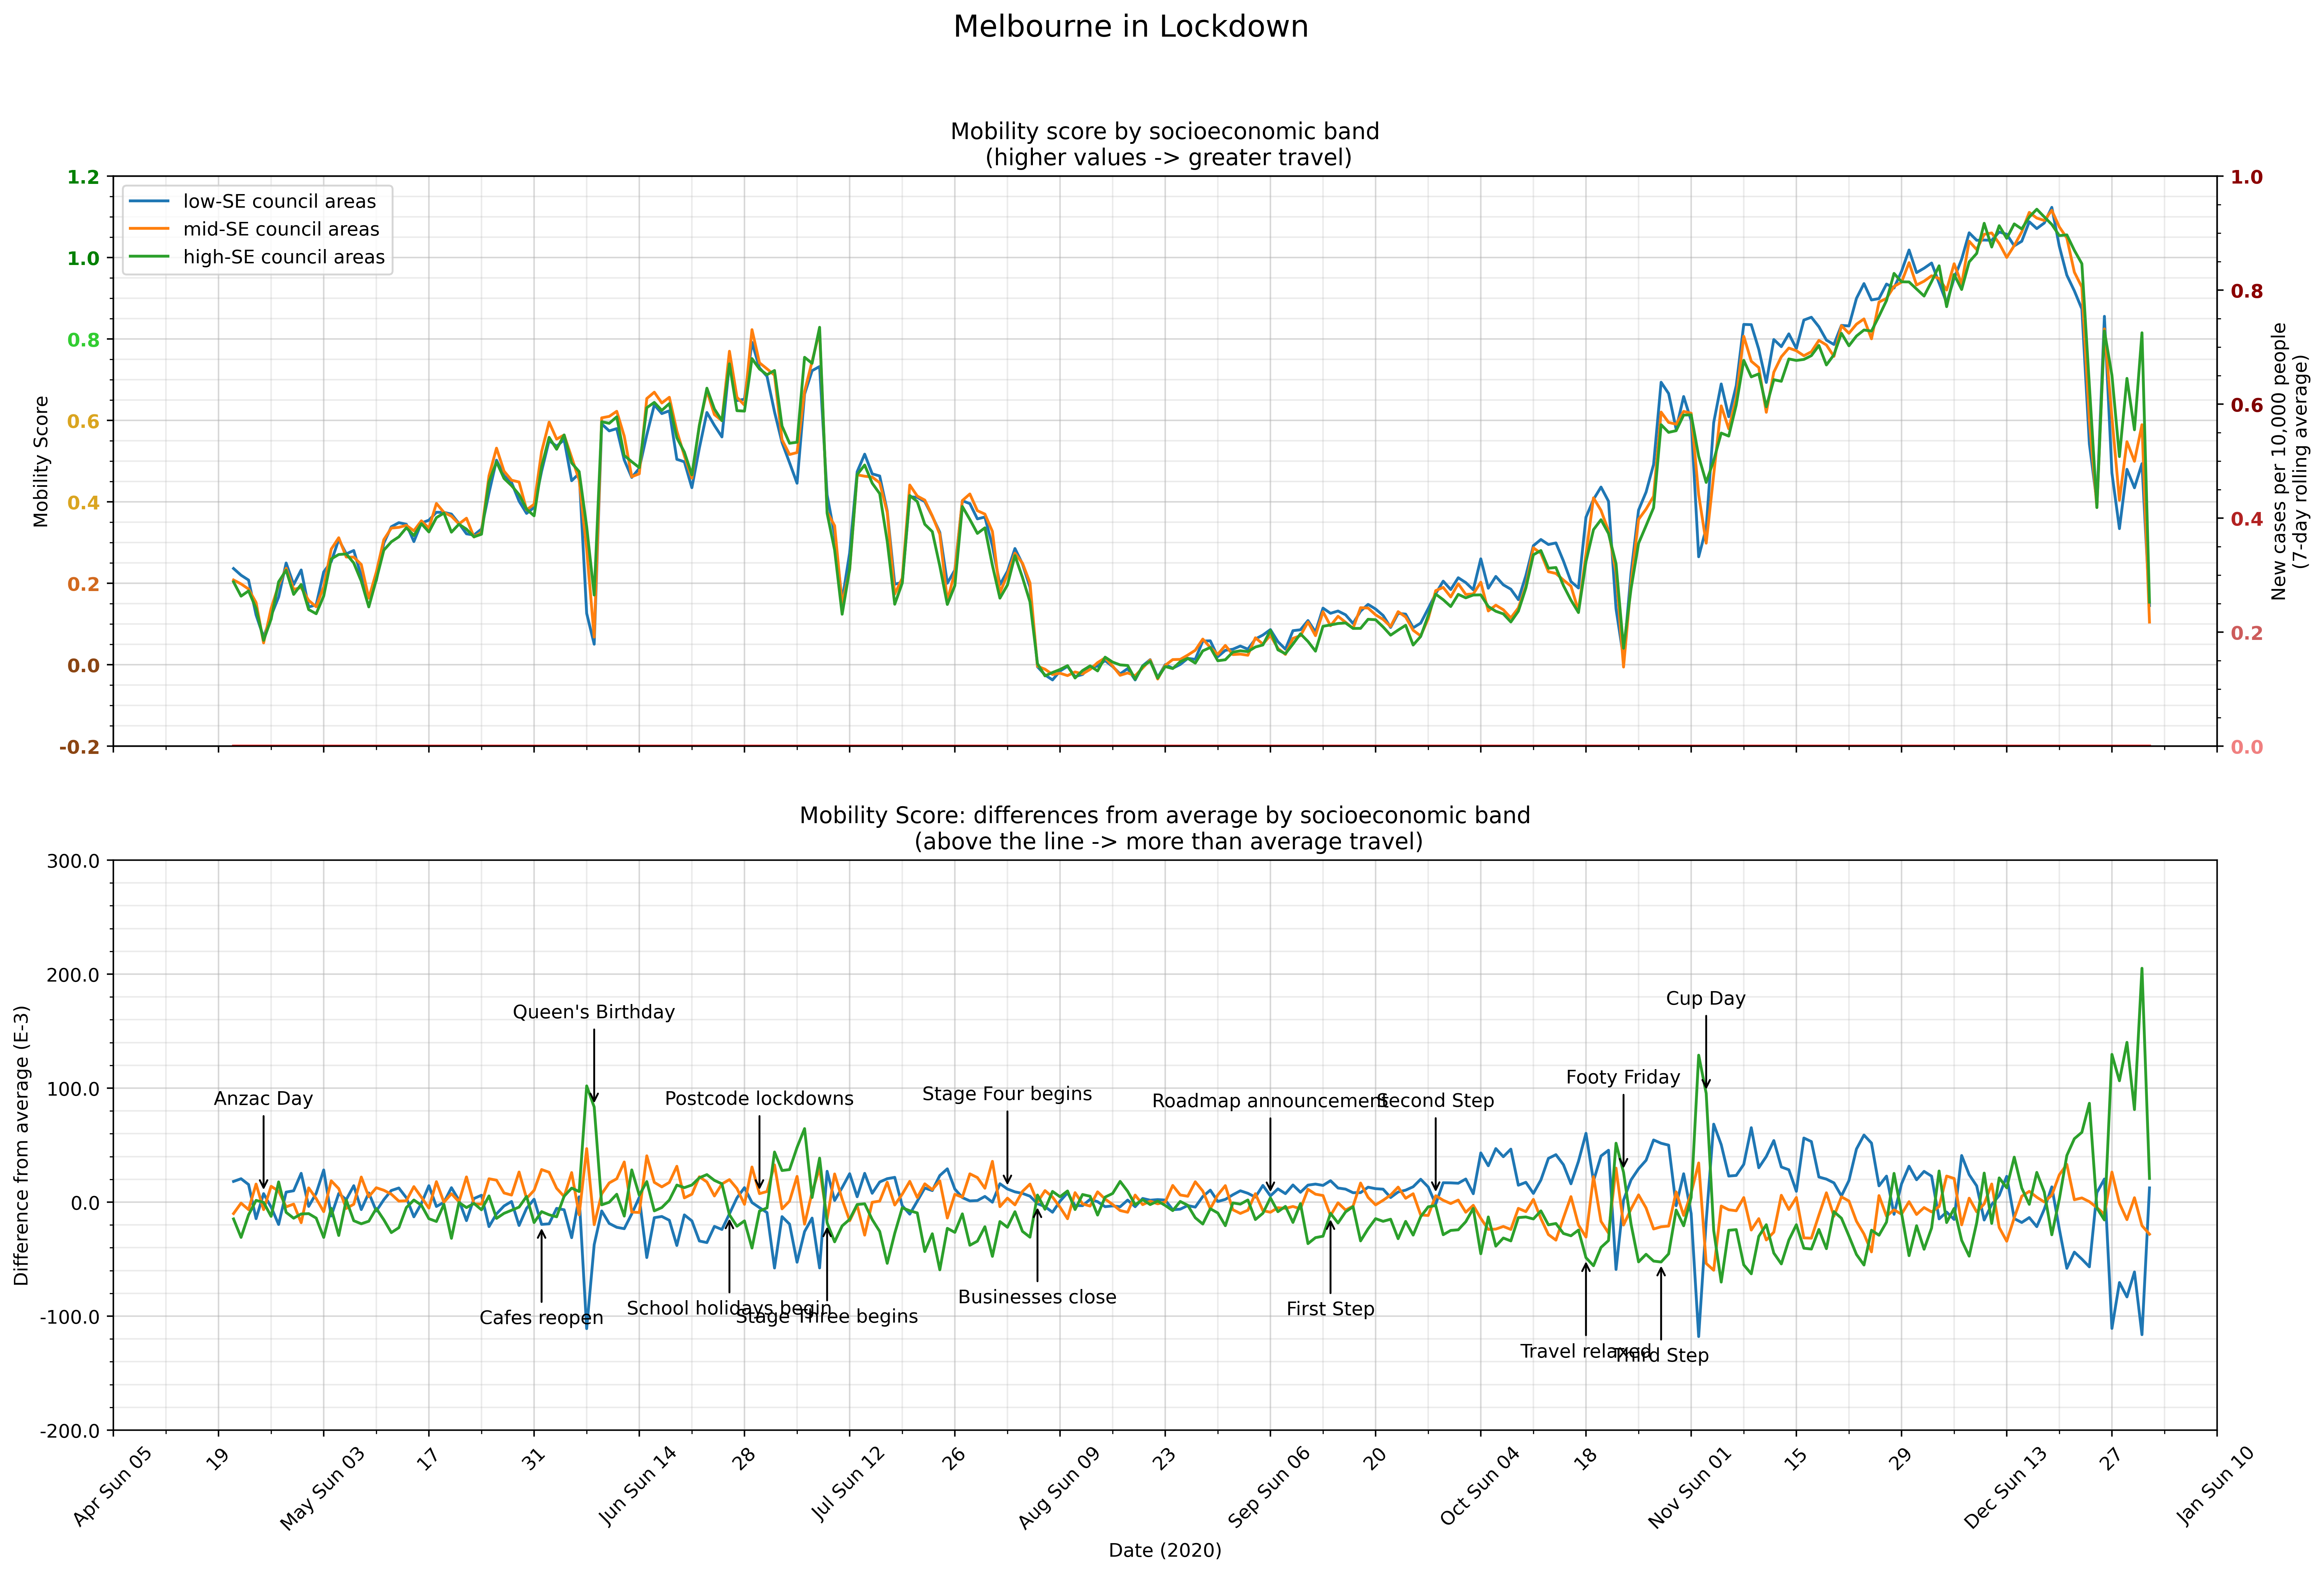 Melbourne in Lockdown
Mobility score by socioeconomic band
(higher values -> greater travel)
1.2
1.0
0.8
0.6
0.4
0.2
0.0
-0.2
Mobility Score
low-SE council areas
mid-SE council areas
high-SE council areas
1.0
0.8
0.6
0.4
0.2
0.0
New cases per 10,000 people
(7-day rolling average)
Mobility Score: differences from average by socioeconomic band
(above the line -> more than average travel)
300.0
200.0
100.0
0.0
-100.0
-200.0
Difference from average (E-3)
Anzac Day
Cafes reopen
Queen's Birthday
School holidays begin
Postcode lockdowns
Stage Three begins
Stage Four begins
Businesses close
Roadmap announcement
First Step
Second Step
Travel relaxed
Footy Friday
Third Step
Cup Day
Apr Sun 05
19
May Sun 03
17
31
Jun Sun 14
28
Jul Sun 12
26
Aug Sun 09
23
Sep Sun 06
20
Oct Sun 04
18
Nov Sun 01
15
29
Dec Sun 13
27
Jan Sun 10
Date (2020)